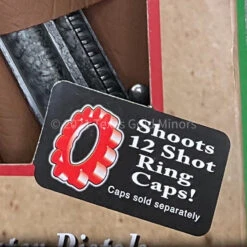 Shoots
12 Shot
Ring
Caps!
Caps sold separately